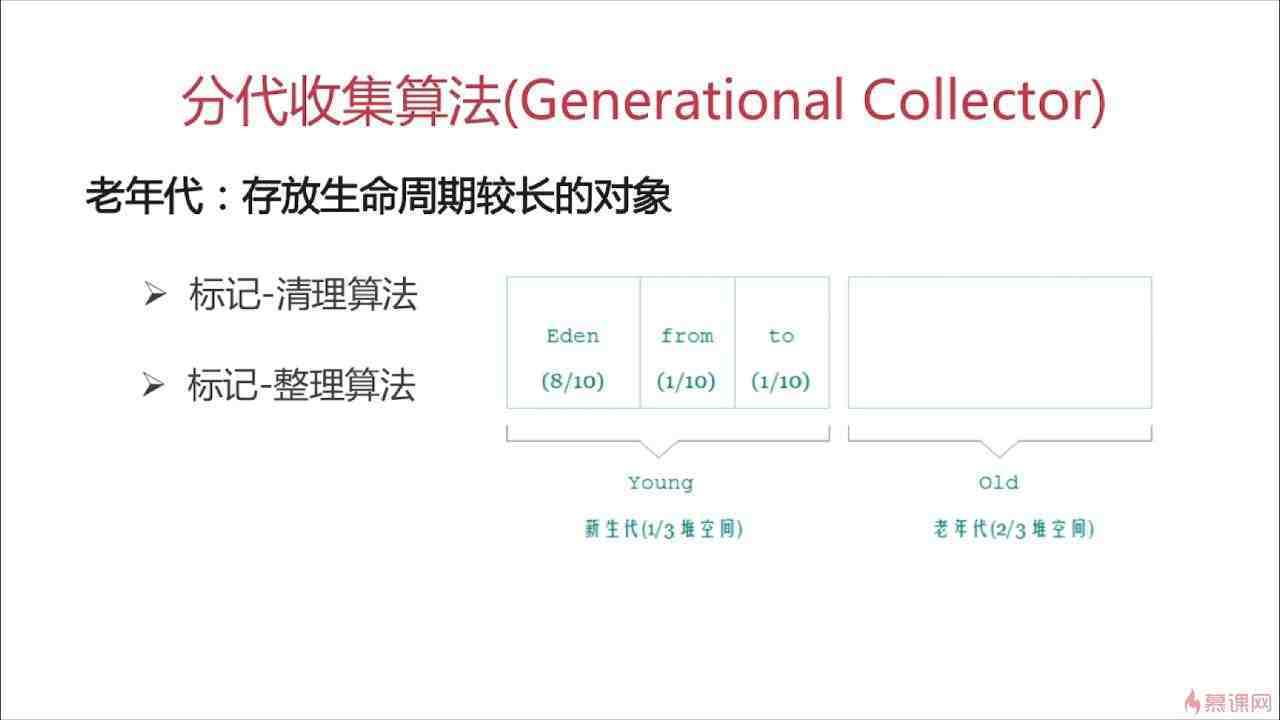 分代收集算法(Generational Collector)
老年代：存放生命周期较长的对象
➢ 标记-清理算法
➢ 标记-整理算法
Eden from to
(8/10) (1/10) (1/10)
Young Old
新生代(1/3 堆空间) 老年代(2/3 堆空间)
慕课网